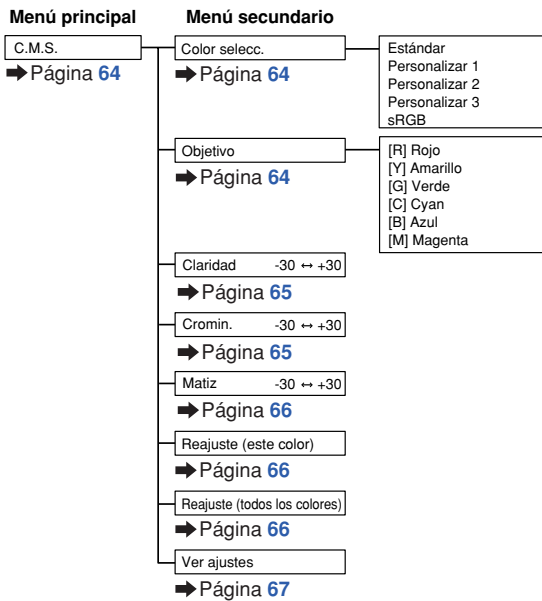 Menú principal
Menú secundario
C.M.S.
➡ Página 64
Color selecc.
➡ Página 64
Estándar
Personalizar 1
Personalizar 2
Personalizar 3
sRGB
Objetivo
➡ Página 64
[R] Rojo
[Y] Amarillo
[G] Verde
[C] Cyan
[B] Azul
[M] Magenta
Claridad -30 ↔ +30
➡ Página 65
Cromin. -30 ↔ +30
➡ Página 65
Matiz -30 ↔ +30
➡ Página 66
Reajuste (este color)
➡ Página 66
Reajuste (todos los colores)
➡ Página 66
Ver ajustes
➡ Página 67